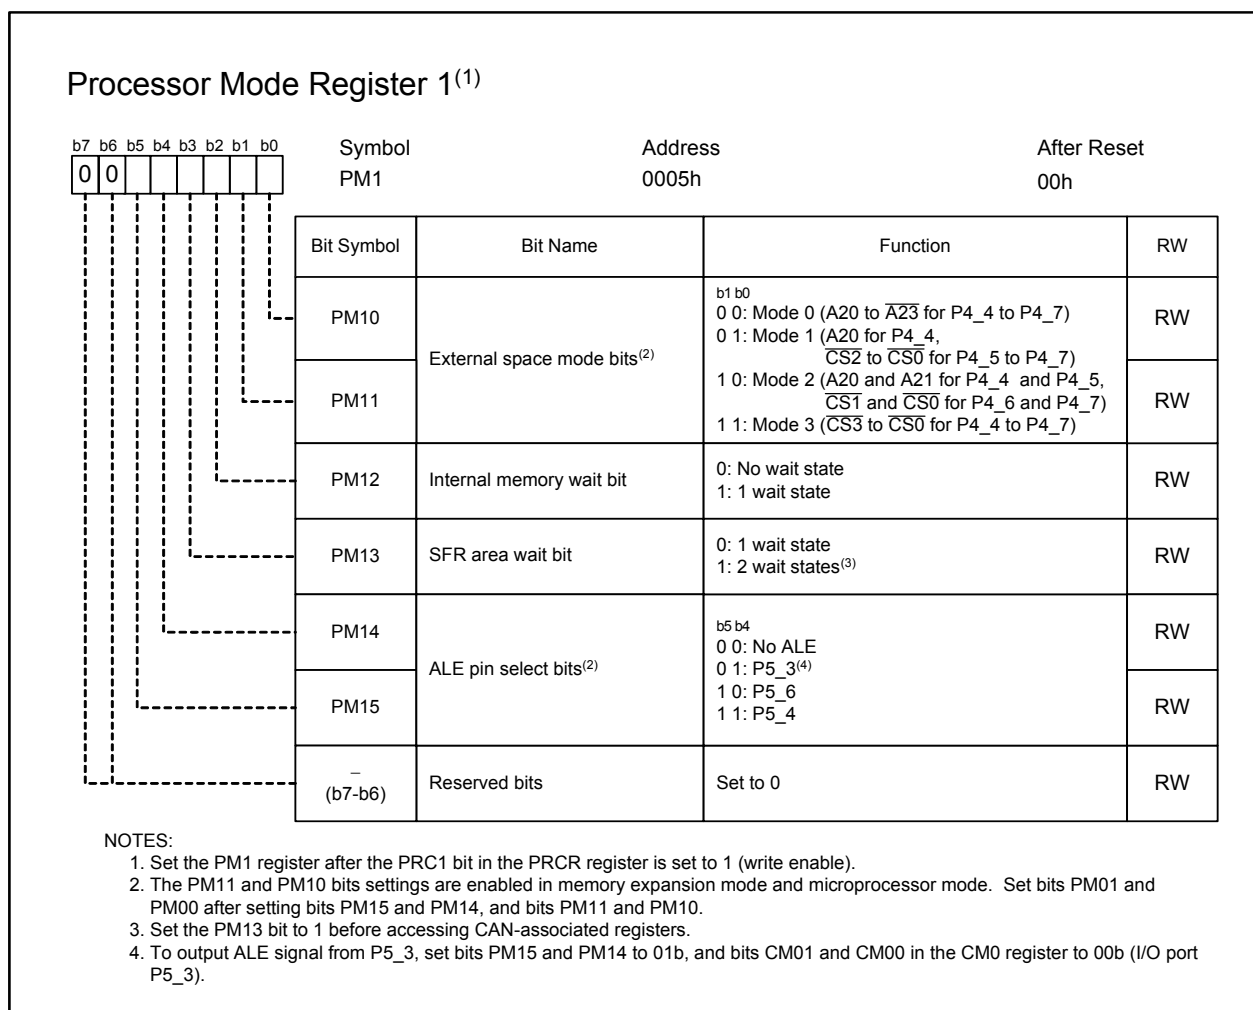 Processor Mode Register 1(1)
b7 b6 b5 b4 b3 b2 b1 b0
0 0
Symbol Address After Reset
PM1 0005h 00h
Bit Symbol Bit Name Function RW
PM10 RW
External space mode bits(2)
b1 b0
0 0: Mode 0 (A20 to A̅2̅3̅ for P4_4 to P4_7)
0 1: Mode 1 (A20 for P4_4,
C̅S̅2̅ to C̅S̅0̅ for P4_5 to P4_7)
1 0: Mode 2 (A20 and A21 for P4_4 and P4_5,
C̅S̅1̅ and C̅S̅0̅ for P4_6 and P4_7)
1 1: Mode 3 (C̅S̅3̅ to C̅S̅0̅ for P4_4 to P4_7)
PM11 RW
PM12 Internal memory wait bit
0: No wait state
1: 1 wait state
RW
PM13 SFR area wait bit
0: 1 wait state
1: 2 wait states(3)
RW
PM14 RW
ALE pin select bits(2)
b5 b4
0 0: No ALE
0 1: P5_3(4)
1 0: P5_6
1 1: P5_4
PM15 RW
–
(b7-b6)
Reserved bits Set to 0 RW
NOTES:
1. Set the PM1 register after the PRC1 bit in the PRCR register is set to 1 (write enable).
2. The PM11 and PM10 bits settings are enabled in memory expansion mode and microprocessor mode. Set bits PM01 and
PM00 after setting bits PM15 and PM14, and bits PM11 and PM10.
3. Set the PM13 bit to 1 before accessing CAN-associated registers.
4. To output ALE signal from P5_3, set bits PM15 and PM14 to 01b, and bits CM01 and CM00 in the CM0 register to 00b (I/O port
P5_3).